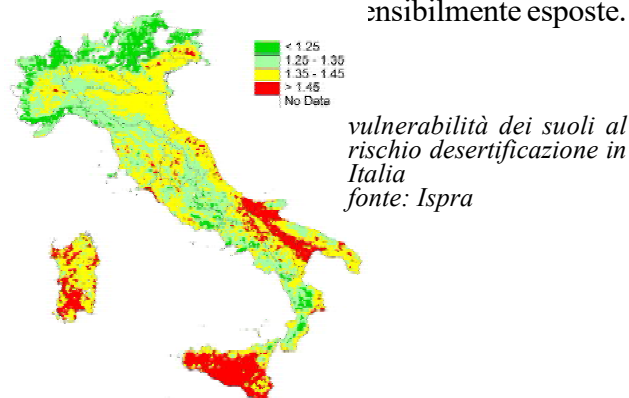 ensibilmente esposte.
< 1.25
1.25 - 1.35
1.35 - 1.45
> 1.45
No Data
vulnerabilità dei suoli al
rischio desertificazione in
Italia
fonte: Ispra